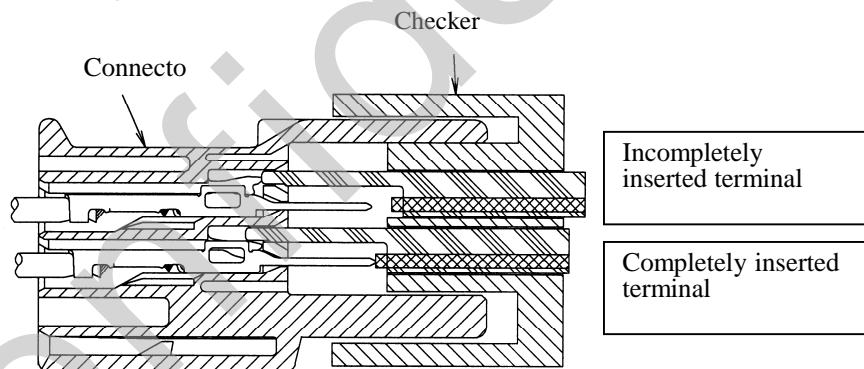 Checker
Connecto
Incompletely
inserted terminal
Completely inserted
terminal